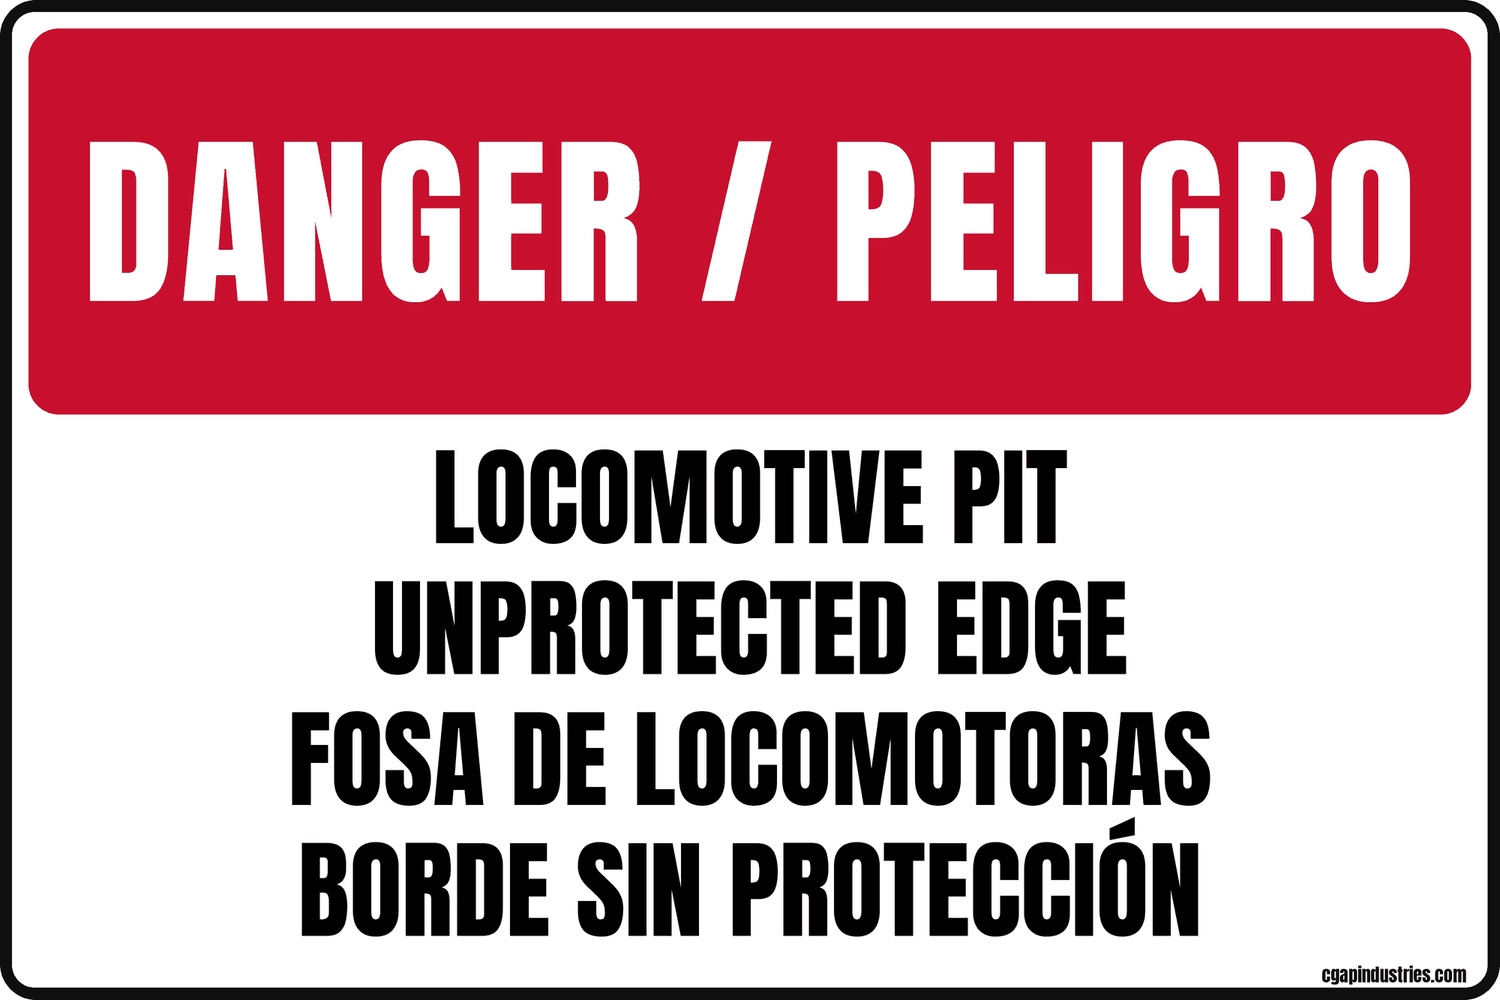 DANGER / PELIGRO
LOCOMOTIVE PIT
UNPROTECTED EDGE
FOSA DE LOCOMOTORAS
BORDE SIN PROTECCIÓN
cgapindustries.com